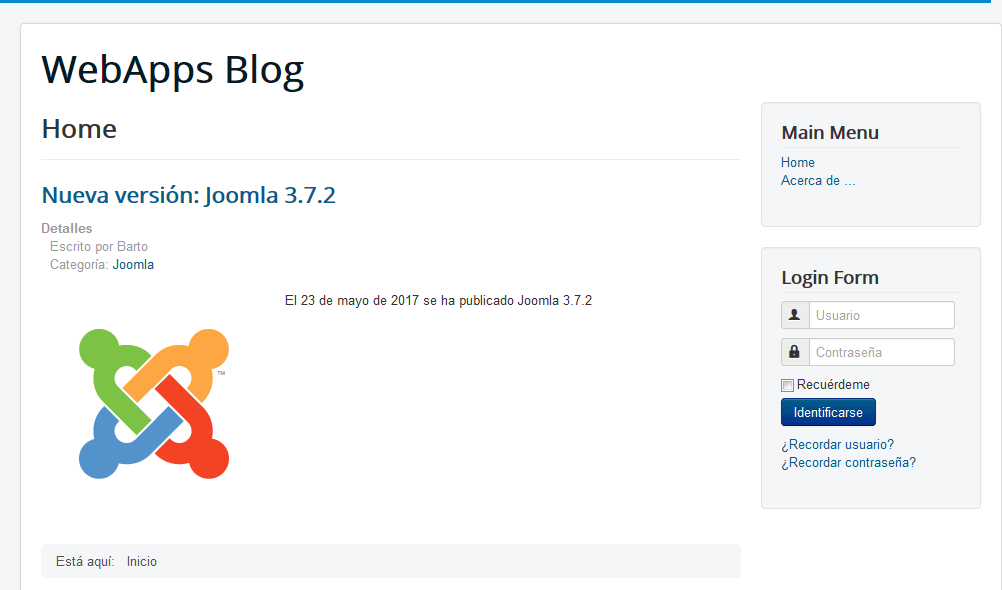 WebApps Blog
Home
Nueva versión: Joomla 3.7.2
Detalles
Escrito por Barto
Categoría: Joomla
El 23 de mayo de 2017 se ha publicado Joomla 3.7.2
™
Está aquí: Inicio
Main Menu
Home
Acerca de ...
Login Form
Usuario
Contraseña
Recuérdeme
Identificarse
¿Recordar usuario?
¿Recordar contraseña?